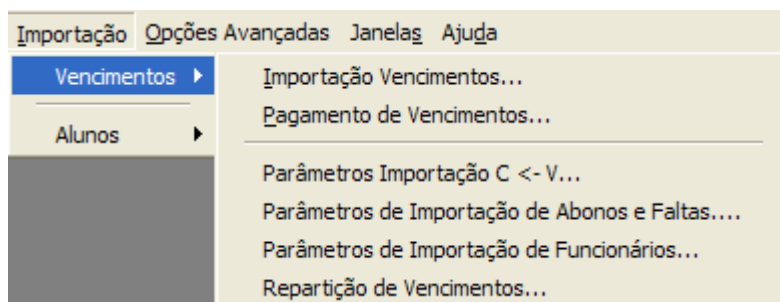 Importação Opções Avançadas Janelas Ajuda
Vencimentos
Alunos
Importação Vencimentos...
Pagamento de Vencimentos...
Parâmetros Importação C <- V...
Parâmetros de Importação de Abonos e Faltas....
Parâmetros de Importação de Funcionários...
Repartição de Vencimentos...